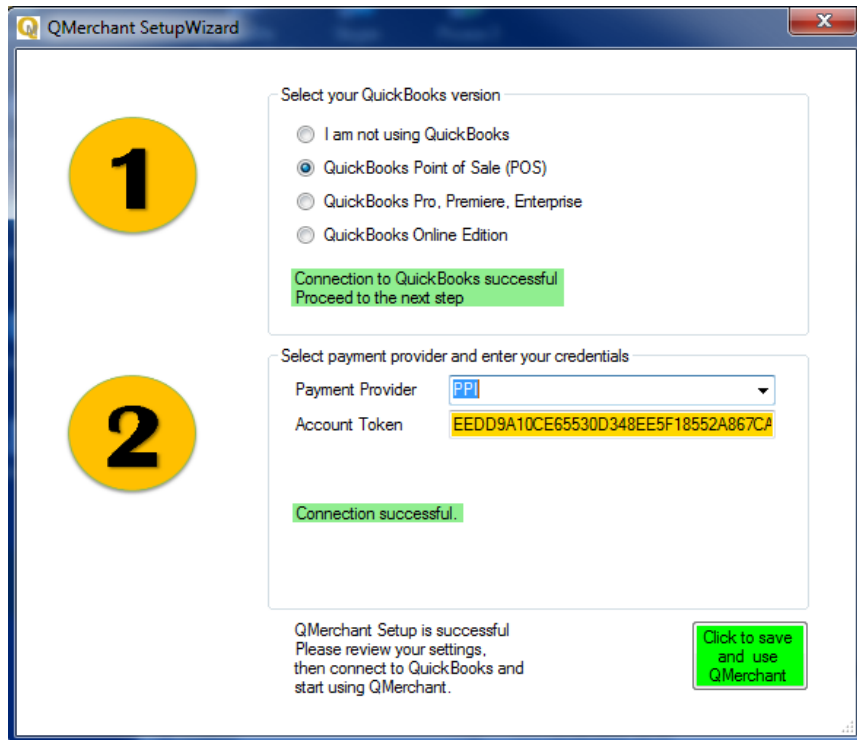 QMerchant SetupWizard
X
1
Select your QuickBooks version
I am not using QuickBooks
QuickBooks Point of Sale (POS)
QuickBooks Pro, Premiere, Enterprise
QuickBooks Online Edition
Connection to QuickBooks successful
Proceed to the next step
2
Select payment provider and enter your credentials
Payment Provider PPI
Account Token EEDD9A10CE65530D348EE5F18552A867CA
Connection successful.
QMerchant Setup is successful
Please review your settings,
then connect to QuickBooks and
start using QMerchant.
Click to save
and use
QMerchant